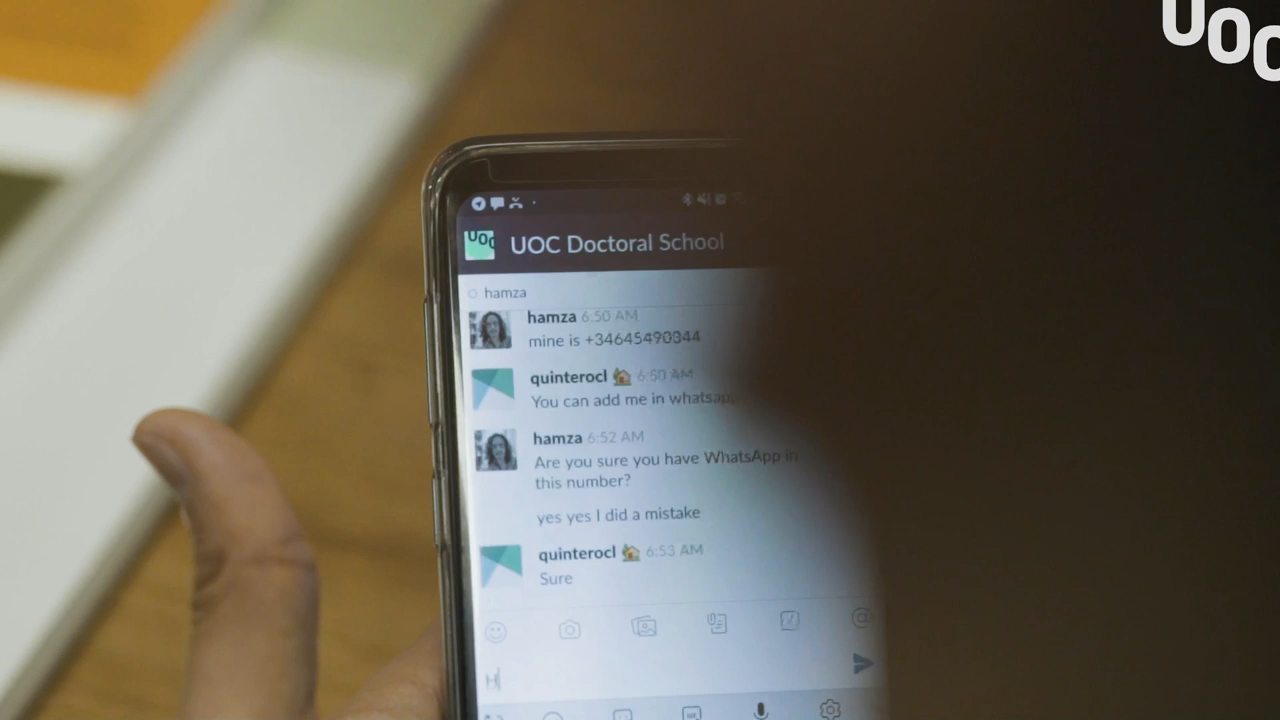 UOC
UOC Doctoral School
hamza
hamza 6:50 AM
mine is +34645490844
quinterocl 6:50 AM
You can add me in whatsapp
hamza 6:52 AM
Are you sure you have WhatsApp in
this number?
yes yes I did a mistake
quinterocl 6:53 AM
Sure
H